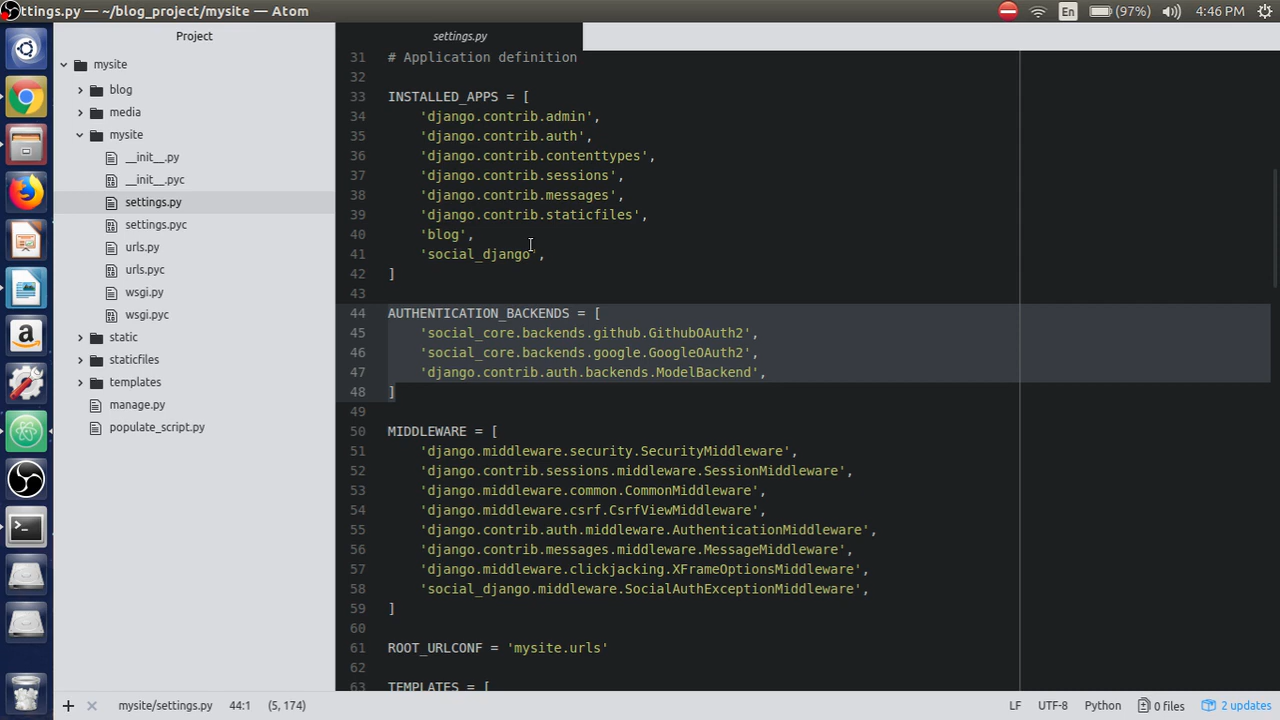 ttings.py — ~/blog_project/mysite — Atom
En
(97%)
4:46 PM
Project
settings.py
mysite
blog
media
mysite
__init__.py
__init__.pyc
settings.py
settings.pyc
urls.py
urls.pyc
wsgi.py
wsgi.pyc
static
staticfiles
templates
manage.py
populate_script.py
31 # Application definition
32
33 INSTALLED_APPS = [
34 'django.contrib.admin',
35 'django.contrib.auth',
36 'django.contrib.contenttypes',
37 'django.contrib.sessions',
38 'django.contrib.messages',
39 'django.contrib.staticfiles',
40 'blog',
41 'social_django',
42 ]
43
44 AUTHENTICATION_BACKENDS = [
45 'social_core.backends.github.GithubOAuth2',
46 'social_core.backends.google.GoogleOAuth2',
47 'django.contrib.auth.backends.ModelBackend',
48 ]
49
50 MIDDLEWARE = [
51 'django.middleware.security.SecurityMiddleware',
52 'django.contrib.sessions.middleware.SessionMiddleware',
53 'django.middleware.common.CommonMiddleware',
54 'django.middleware.csrf.CsrfViewMiddleware',
55 'django.contrib.auth.middleware.AuthenticationMiddleware',
56 'django.contrib.messages.middleware.MessageMiddleware',
57 'django.middleware.clickjacking.XFrameOptionsMiddleware',
58 'social_django.middleware.SocialAuthExceptionMiddleware',
59 ]
60
61 ROOT_URLCONF = 'mysite.urls'
62
63 TEMPLATES = [
mysite/settings.py 44:1 (5, 174)
LF UTF-8 Python 0 files 2 updates